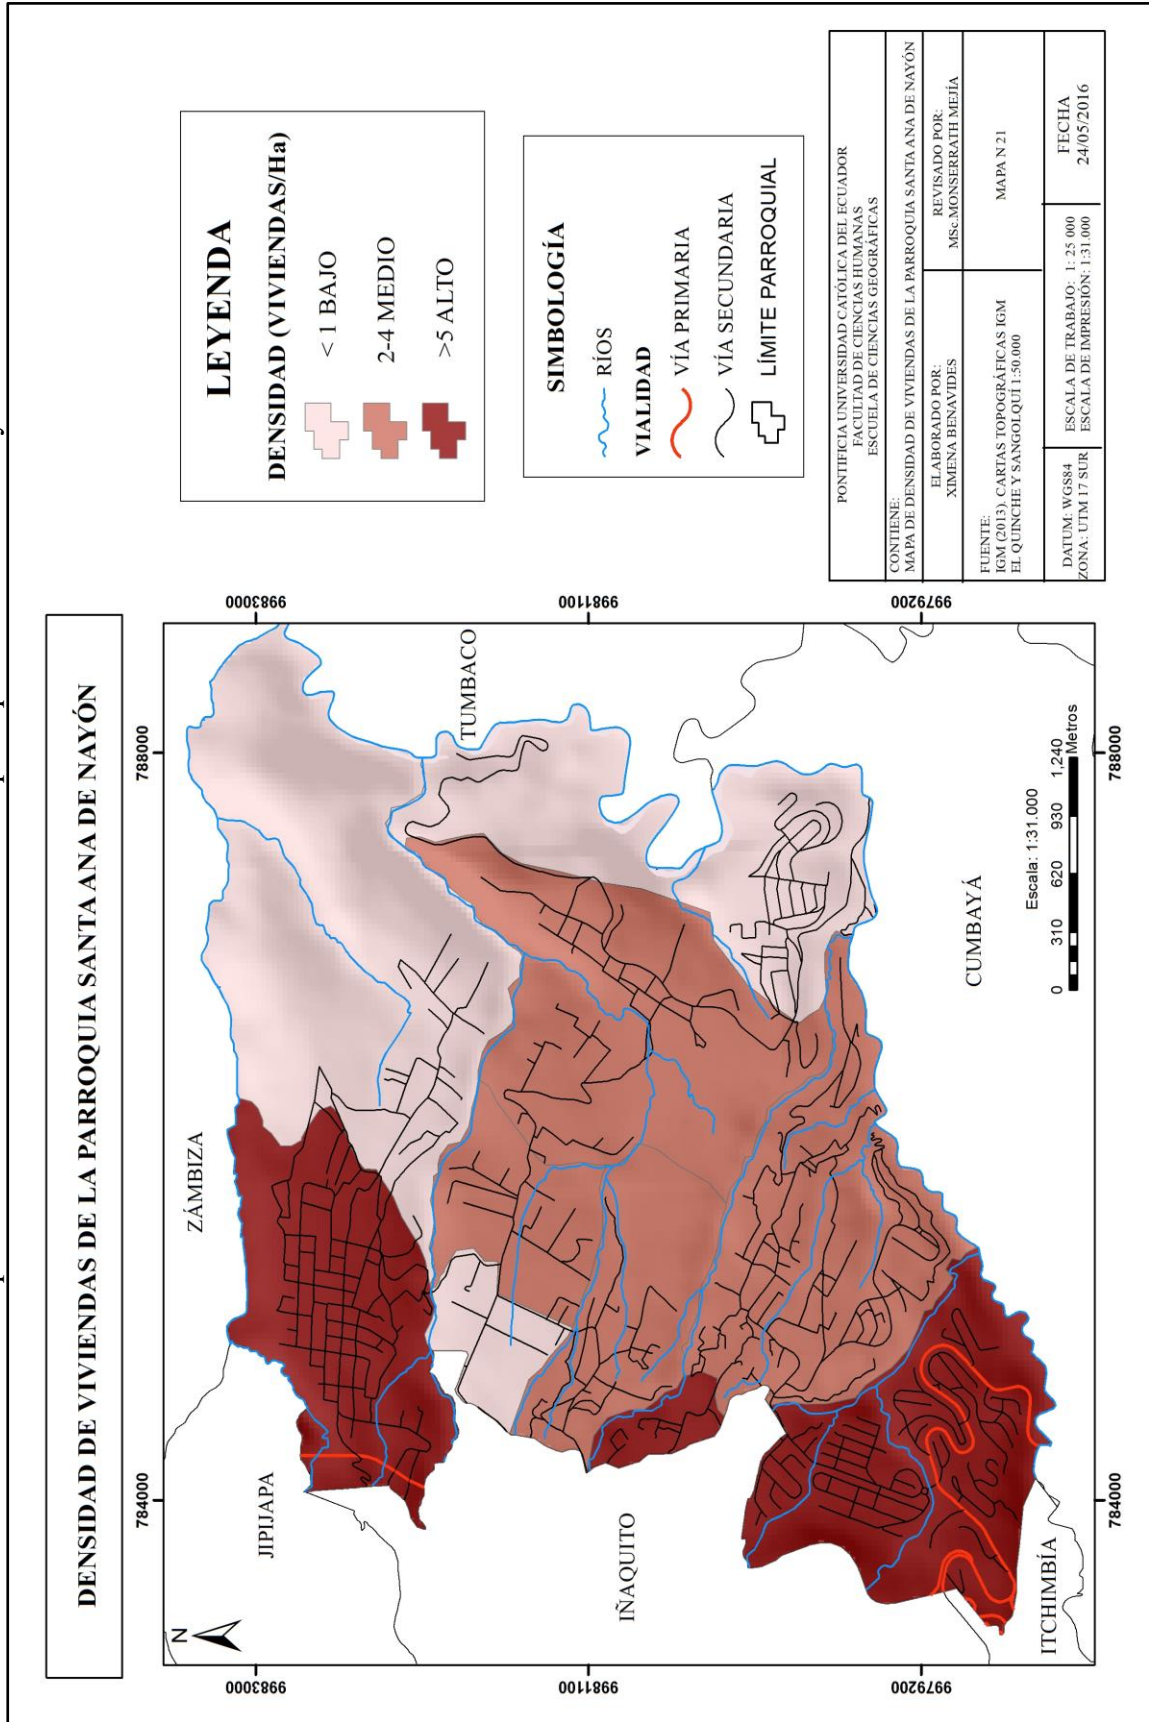 DENSIDAD DE VIVIENDAS DE LA PARROQUIA SANTA ANA DE NAYÓN
784000
788000
9983000
9981100
9979200
9983000
9981100
9979200
784000
788000
N
ZÁMBIZA
JIPIJAPA
TUMBACO
IÑAQUITO
CUMBAYÁ
ITCHIMBÍA
Escala: 1:31.000
0 310 620 930 1,240
Metros
LEYENDA
DENSIDAD (VIVIENDAS/Ha)
< 1 BAJO
2-4 MEDIO
>5 ALTO
SIMBOLOGÍA
RÍOS
VIALIDAD
VÍA PRIMARIA
VÍA SECUNDARIA
LÍMITE PARROQUIAL
PONTIFICIA UNIVERSIDAD CATÓLICA DEL ECUADOR
FACULTAD DE CIENCIAS HUMANAS
ESCUELA DE CIENCIAS GEOGRÁFICAS
CONTIENE:
MAPA DE DENSIDAD DE VIVIENDAS DE LA PARROQUIA SANTA ANA DE NAYÓN
ELABORADO POR:
XIMENA BENAVIDES
REVISADO POR:
MSc.MONSERRATH MEJÍA
FUENTE:
IGM (2013). CARTAS TOPOGRÁFICAS IGM
EL QUINCHE Y SANGOLQUÍ 1:50.000
MAPA N 21
DATUM: WGS84
ZONA: UTM 17 SUR
ESCALA DE TRABAJO: 1: 25 000
ESCALA DE IMPRESIÓN: 1:31.000
FECHA
24/05/2016